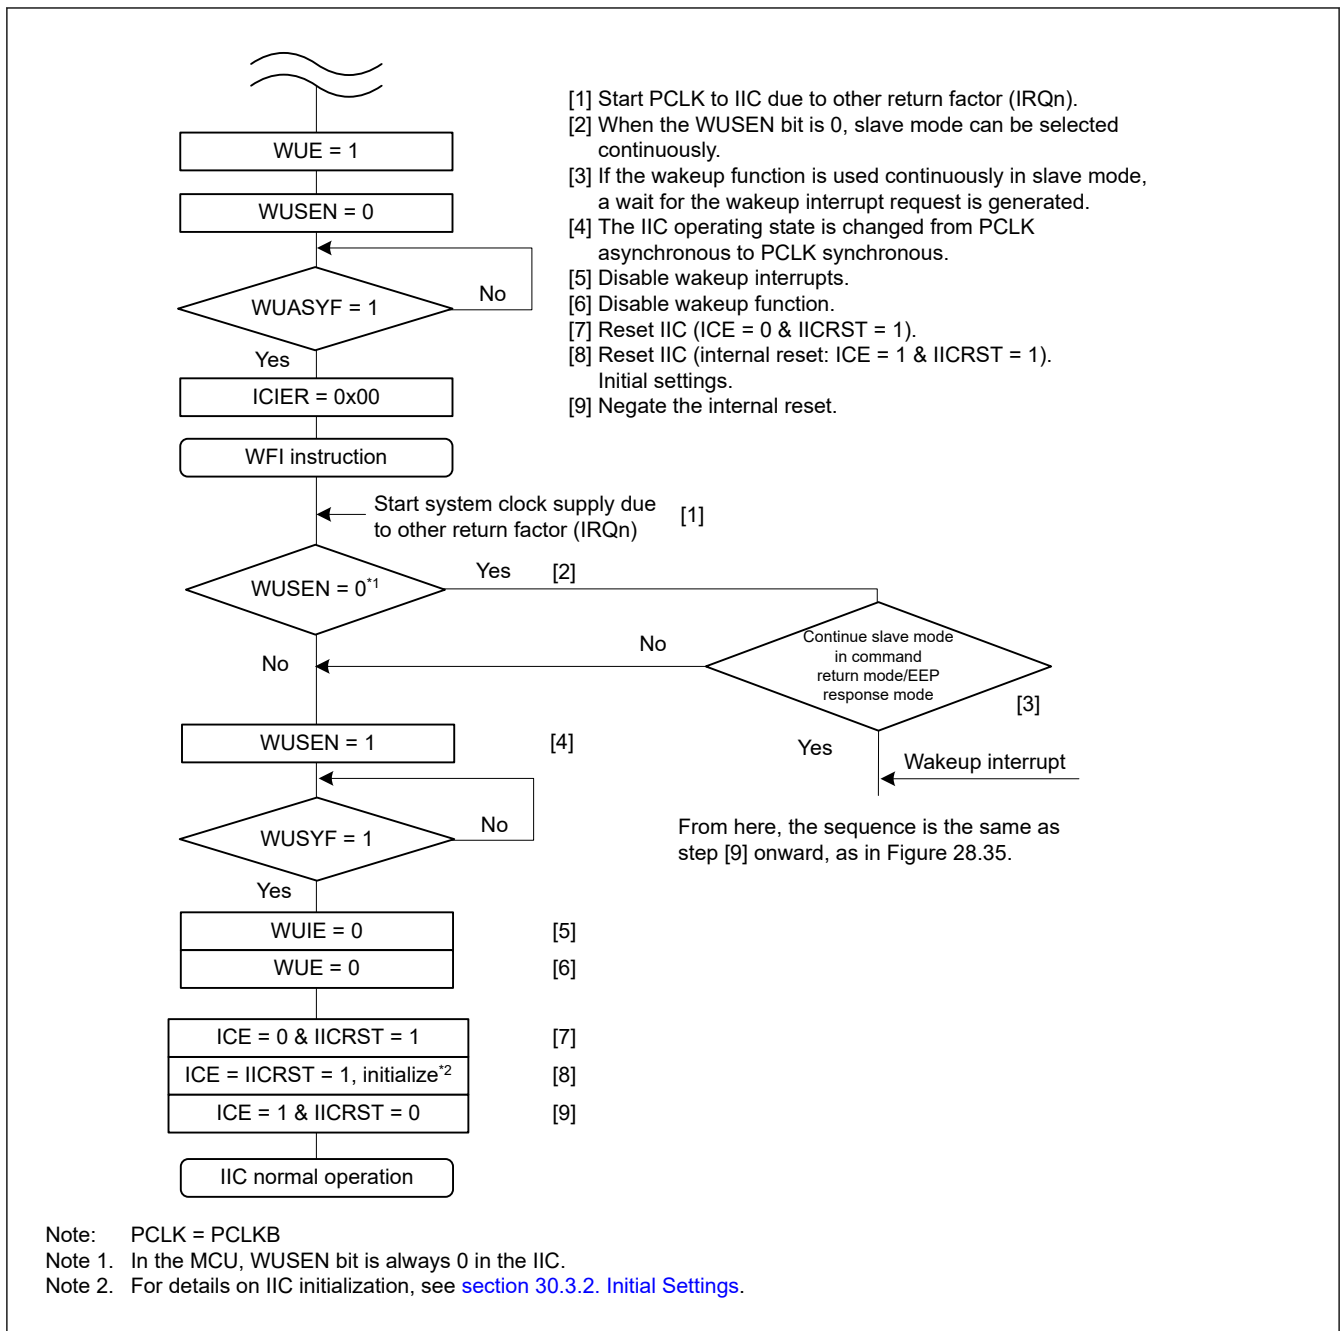 [1] Start PCLK to IIC due to other return factor (IRQn).
[2] When the WUSEN bit is 0, slave mode can be selected
continuously.
[3] If the wakeup function is used continuously in slave mode,
a wait for the wakeup interrupt request is generated.
[4] The IIC operating state is changed from PCLK
asynchronous to PCLK synchronous.
[5] Disable wakeup interrupts.
[6] Disable wakeup function.
[7] Reset IIC (ICE = 0 & IICRST = 1).
[8] Reset IIC (internal reset: ICE = 1 & IICRST = 1).
Initial settings.
[9] Negate the internal reset.
WUE = 1
WUSEN = 0
WUASYF = 1
No
Yes
ICIER = 0x00
WFI instruction
Start system clock supply due
to other return factor (IRQn)
[1]
WUSEN = 0*1
Yes
[2]
No
Continue slave mode
in command
return mode/EEP
response mode
[3]
No
Yes
Wakeup interrupt
From here, the sequence is the same as
step [9] onward, as in Figure 28.35.
WUSEN = 1
[4]
WUSYF = 1
No
Yes
WUIE = 0
[5]
WUE = 0
[6]
ICE = 0 & IICRST = 1
[7]
ICE = IICRST = 1, initialize*2
[8]
ICE = 1 & IICRST = 0
[9]
IIC normal operation
Note: PCLK = PCLKB
Note 1. In the MCU, WUSEN bit is always 0 in the IIC.
Note 2. For details on IIC initialization, see section 30.3.2. Initial Settings.